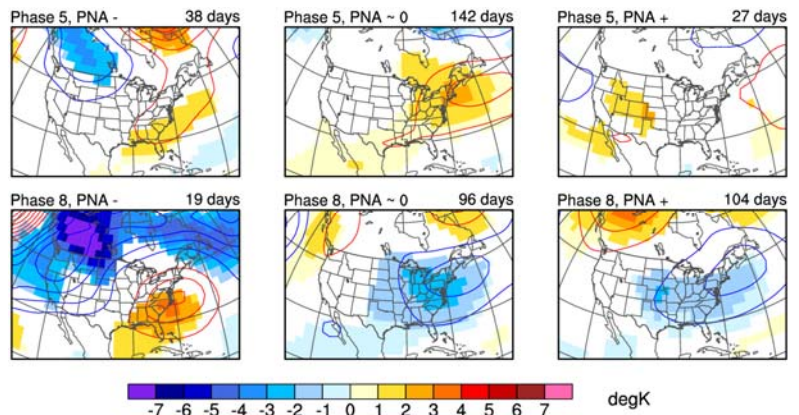 Phase 5, PNA - 38 days
Phase 5, PNA ~ 0 142 days
Phase 5, PNA + 27 days
Phase 8, PNA - 19 days
Phase 8, PNA ~ 0 96 days
Phase 8, PNA + 104 days
-7 -6 -5 -4 -3 -2 -1 0 1 2 3 4 5 6 7
degK